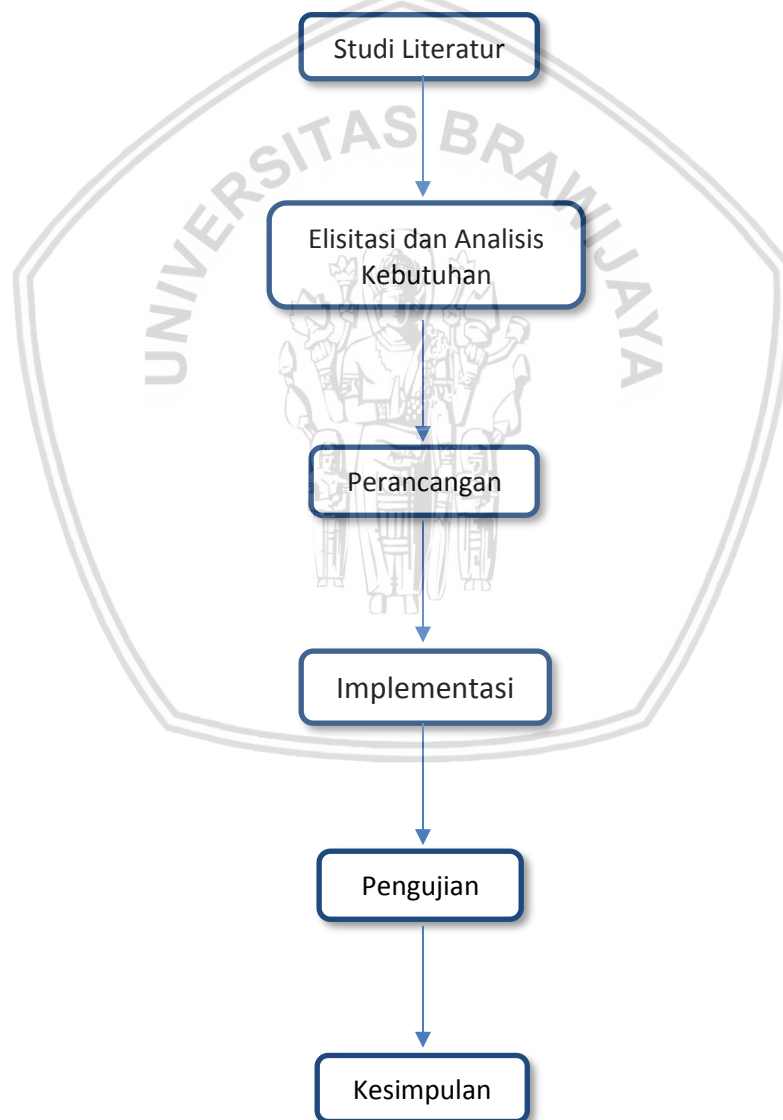 Studi Literatur
UNIVERSITAS BRAWIJAYA
Elisitasi dan Analisis
Kebutuhan
Perancangan
Implementasi
Pengujian
Kesimpulan